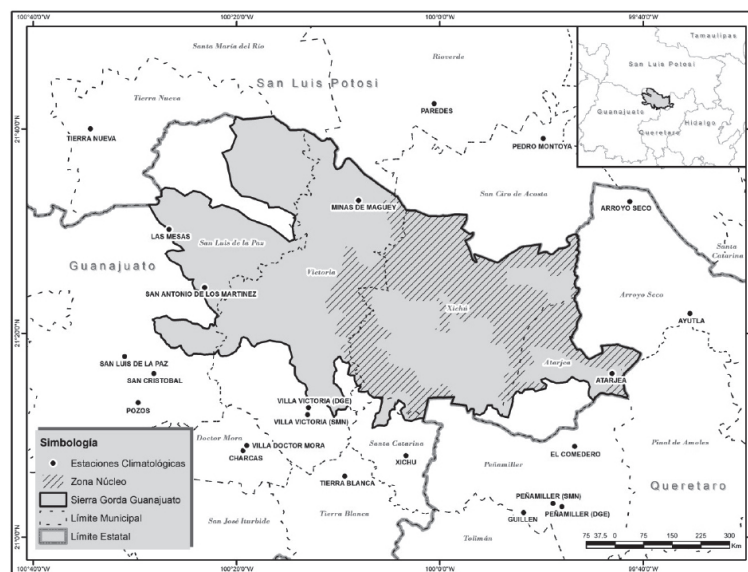 100°40'0"W
100°20'0"W
100°0'0"W
99°40'0"W
Santa María del Río
Rioverde
San Luis Potosi
Tierra Nueva
TIERRA NUEVA
PAREDES
PEDRO MONTOYA
21°40'0"N
Tamaulipas
San Luis Potosi
Guanajuato
Hidalgo
Queretaro
San Ciro de Acosta
MINAS DE MAGUEY
ARROYO SECO
LAS MESAS
San Luis de la Paz
Santa
Catarina
Guanajuato
Victoria
SAN ANTONIO DE LOS MARTINEZ
Xichú
Arroyo Seco
AYUTLA
21°20'0"N
SAN LUIS DE LA PAZ
SAN CRISTOBAL
Atarjea
ATARJEA
POZOS
VILLA VICTORIA (DGE)
VILLA VICTORIA (SMN)
Doctor Mora
VILLA DOCTOR MORA
CHARCAS
Santa Catarina
XICHU
EL COMEDERO
Pinal de Amoles
Peñamiller
TIERRA BLANCA
Queretaro
PEÑAMILLER (SMN)
PEÑAMILLER (DGE)
GUILLEN
San José Iturbide
Tierra Blanca
Tolimán
21°0'0"N
Simbología
Estaciones Climatológicas
Zona Núcleo
Sierra Gorda Guanajuato
Límite Municipal
Límite Estatal
75 37.5 0 75 150 225 300
Km
100°40'0"W
100°20'0"W
100°0'0"W
99°40'0"W